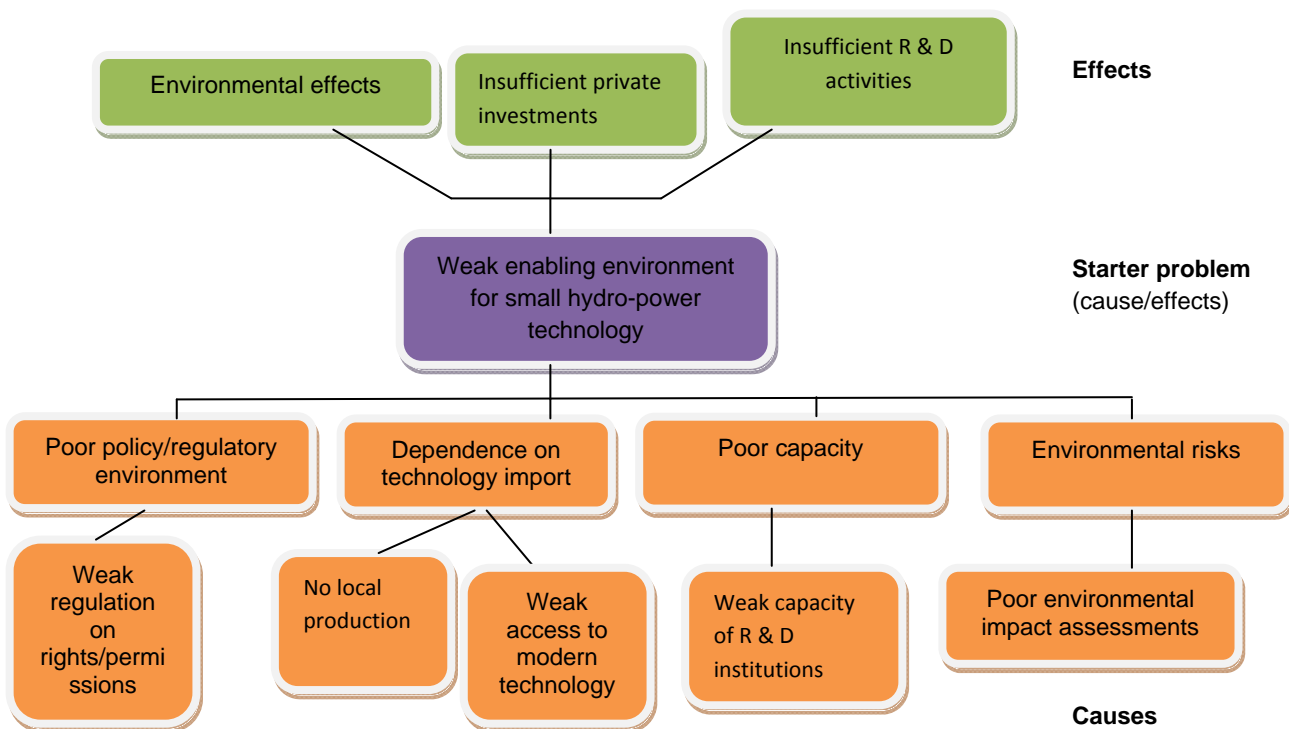 Environmental effects
Insufficient private
investments
Insufficient R & D
activities
Effects
Weak enabling environment
for small hydro-power
technology
Starter problem
(cause/effects)
Poor policy/regulatory
environment
Dependence on
technology import
Poor capacity
Environmental risks
Weak
regulation
on
rights/permi
ssions
No local
production
Weak
access to
modern
technology
Weak capacity
of R & D
institutions
Poor environmental
impact assessments
Causes